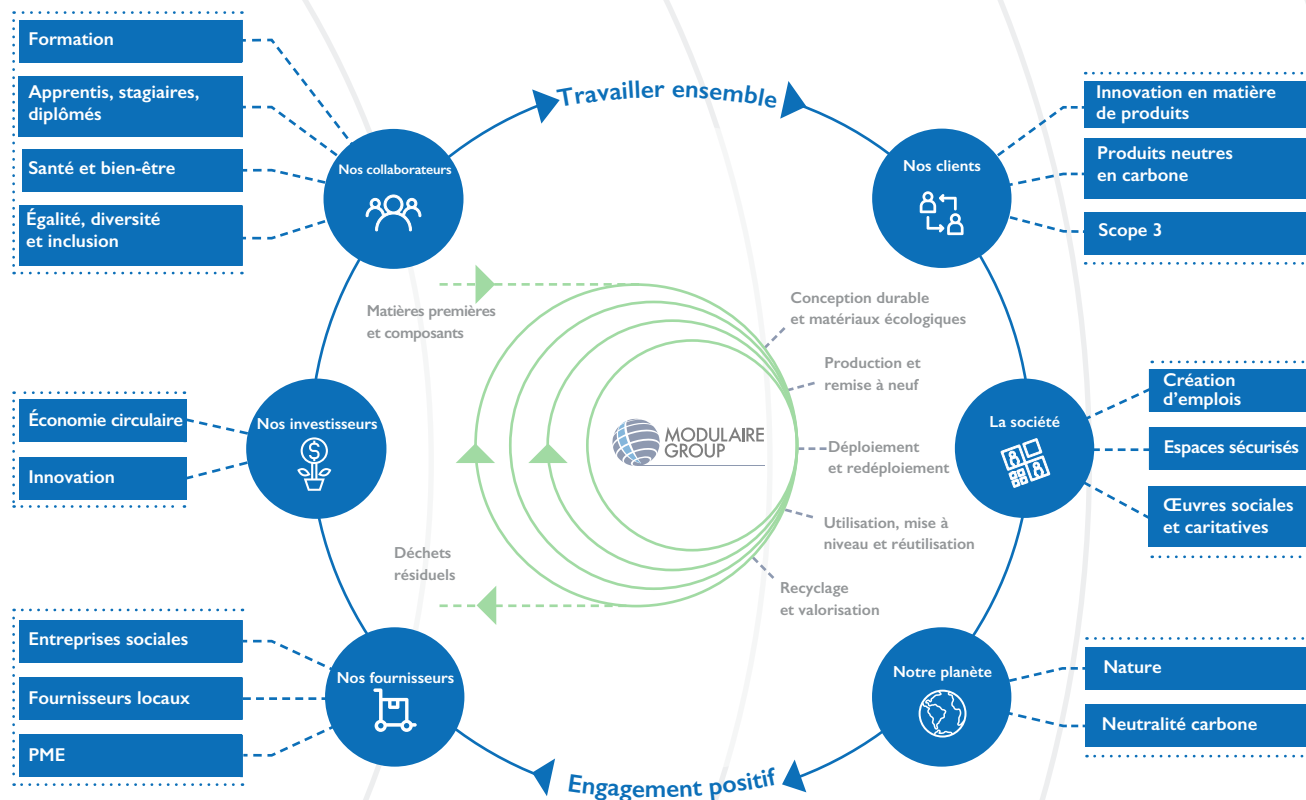 Travailler ensemble
Formation
Apprentis, stagiaires,
diplômés
Santé et bien-être
Égalité, diversité
et inclusion
Nos collaborateurs
Nos clients
Innovation en matière
de produits
Produits neutres
en carbone
Scope 3
Matières premières
et composants
Conception durable
et matériaux écologiques
Production et
remise à neuf
Déploiement
et redéploiement
Utilisation, mise à
niveau et réutilisation
Recyclage
et valorisation
Déchets
résiduels
MODULAIRE
GROUP
Économie circulaire
Innovation
Nos investisseurs
$
La société
Création
d’emplois
Espaces sécurisés
Œuvres sociales
et caritatives
Entreprises sociales
Fournisseurs locaux
PME
Nos fournisseurs
Notre planète
Nature
Neutralité carbone
Engagement positif